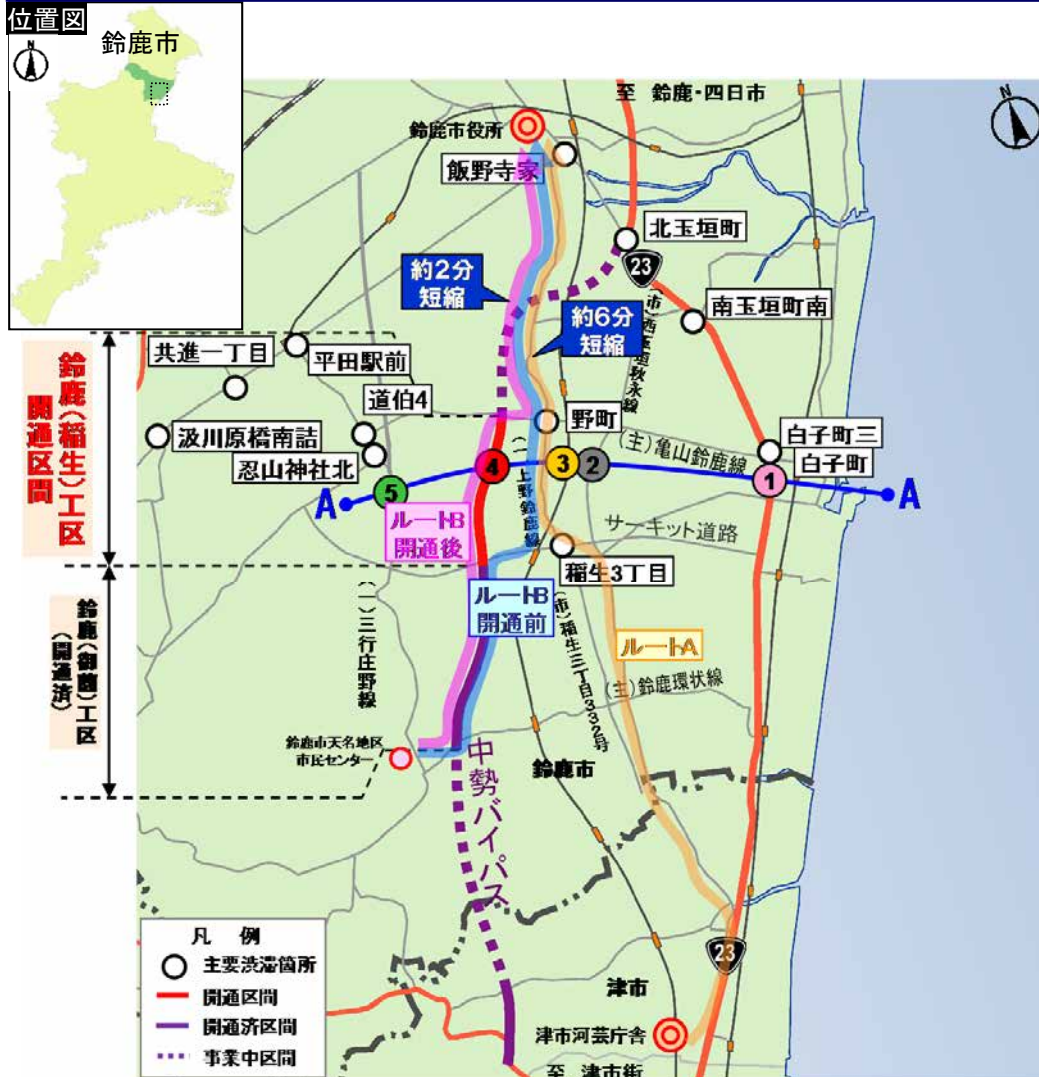 位置図
鈴鹿市
N
至 鈴鹿・四日市
N
鈴鹿市役所
飯野寺家
北玉垣町
23
約2分
短縮
約6分
短縮
南玉垣町南
(市)西玉垣秋永線
共進一丁目
平田駅前
道伯4
野町
鈴鹿(稲生)工区
開通区間
汲川原橋南詰
忍山神社北
(主)亀山鈴鹿線
白子町三
白子町
A
5
4
3
2
1
A
(一)上野鈴鹿線
ルートB
開通後
サーキット道路
稲生3丁目
ルートB
開通前
鈴鹿(御薗)工区
(開通済)
(一)三行庄野線
(市)稲生三丁目332号
ルートA
(主)鈴鹿環状線
鈴鹿市天名地区
市民センター
中勢バイパス
鈴鹿市
凡 例
主要渋滞箇所
開通区間
開通済区間
事業中区間
23
津市
津市河芸庁舎
至 津市街